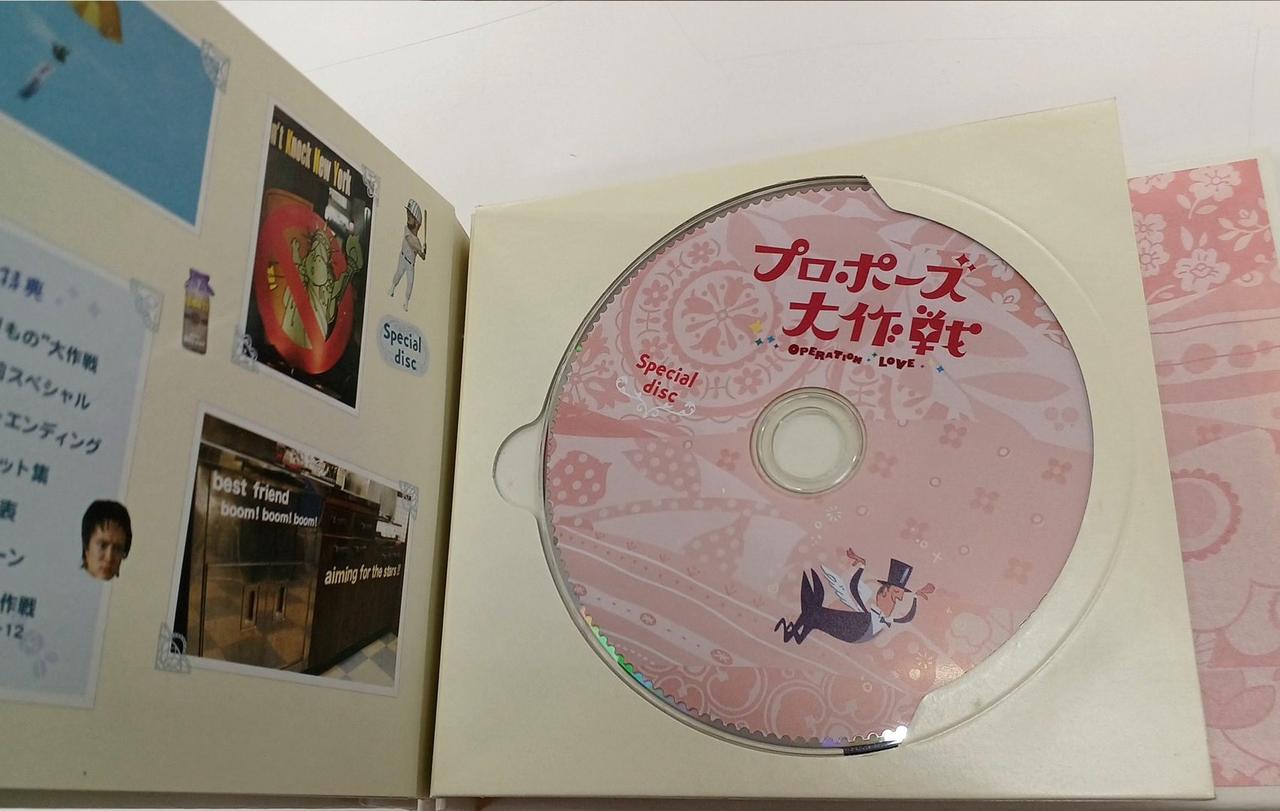 特典
もの"大作戦
スペシャル
エンディング
ット集
表
ーン
作戦
-12
't Knock New York
Special
disc
best friend
boom! boom! boom!
aiming for the stars!!
プロポーズ
大作戦
OPERATION LOVE
Special
disc